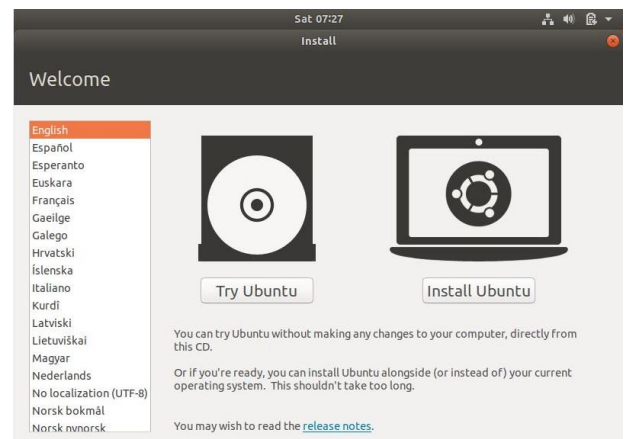 Sat 07:27
Install
Welcome
English
Español
Esperanto
Euskara
Français
Gaeilge
Galego
Hrvatski
Íslenska
Italiano
Kurdî
Latviski
Lietuviškai
Magyar
Nederlands
No localization (UTF-8)
Norsk bokmål
Norsk nynorsk
Try Ubuntu
Install Ubuntu
You can try Ubuntu without making any changes to your computer, directly from
this CD.
Or if you're ready, you can install Ubuntu alongside (or instead of) your current
operating system. This shouldn't take too long.
You may wish to read the release notes.